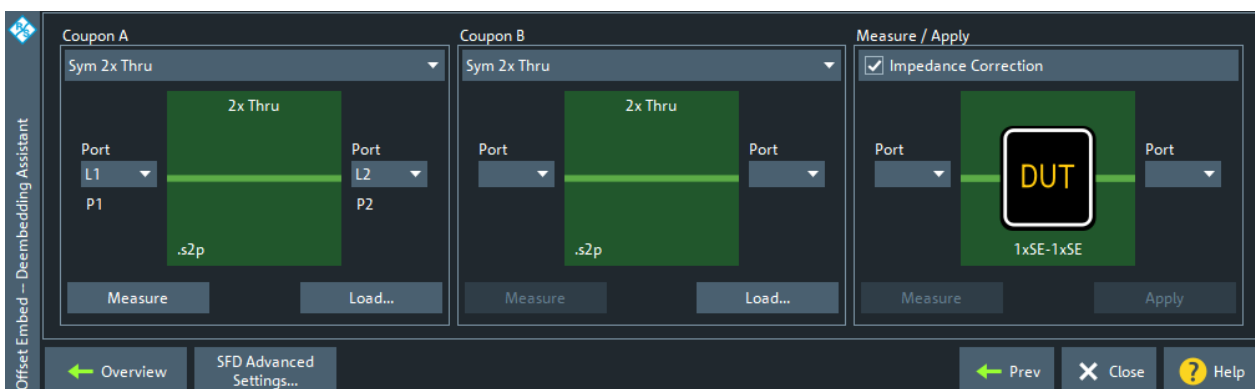 R&S
Offset Embed – Deembedding Assistant
Coupon A
Sym 2x Thru
2x Thru
Port
L1
P1
Port
L2
P2
.s2p
Measure
Load...
Coupon B
Sym 2x Thru
2x Thru
Port
Port
.s2p
Measure
Load...
Measure / Apply
Impedance Correction
Port
DUT
Port
1xSE-1xSE
Measure
Apply
Overview
SFD Advanced
Settings...
Prev
Close
? Help